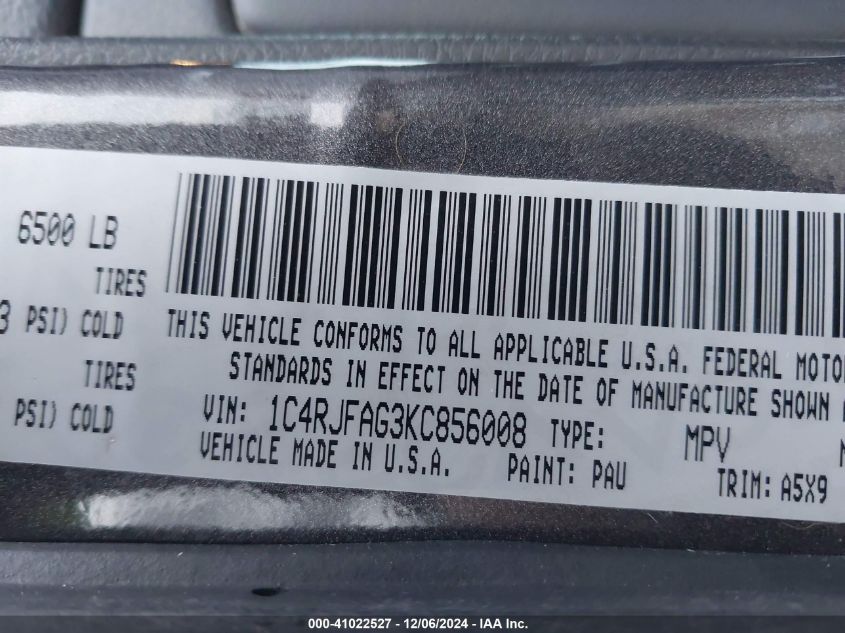 6500 LB
TIRES
PSI) COLD
TIRES
PSI) COLD
THIS VEHICLE CONFORMS TO ALL APPLICABLE U.S.A. FEDERAL MOTO
STANDARDS IN EFFECT ON THE DATE OF MANUFACTURE SHOWN
VIN: 1C4RJFAG3KC856008 TYPE: MPV
VEHICLE MADE IN U.S.A. PAINT: PAU TRIM: A5X9
000-41022527 - 12/06/2024 - IAA Inc.